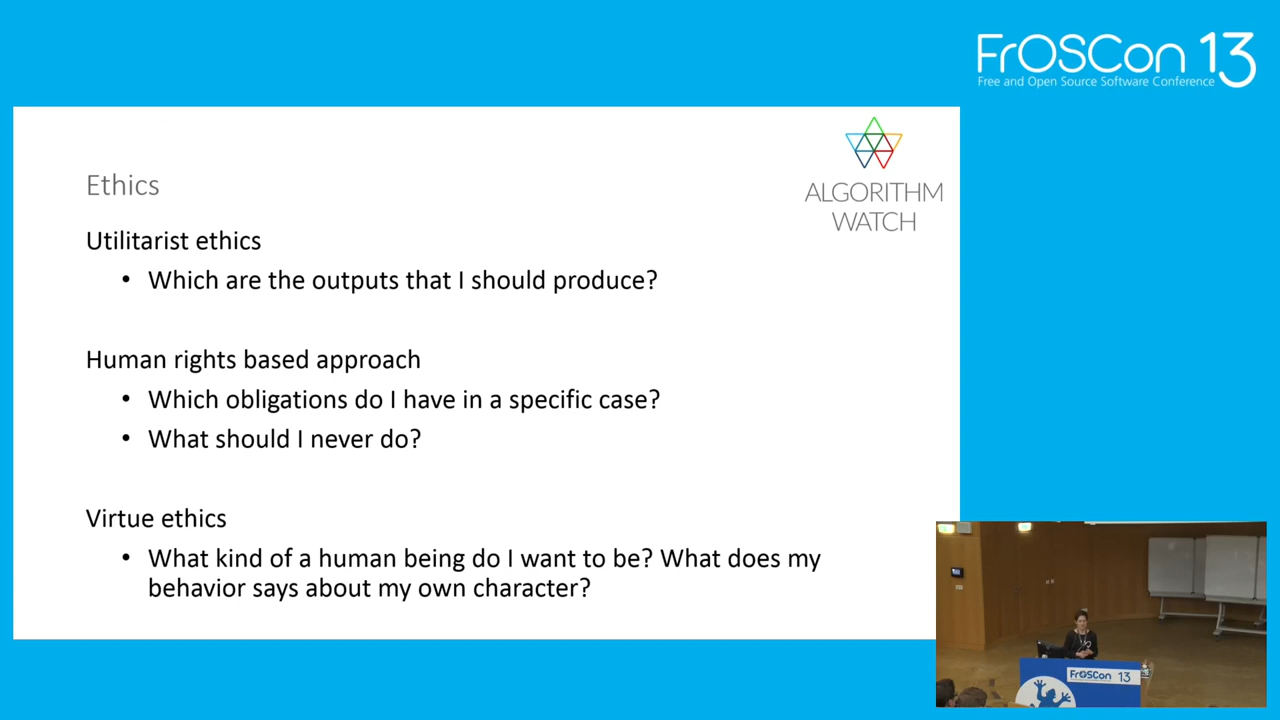 FrOSCon 13
Free and Open Source Software Conference
ALGORITHM
WATCH
Ethics
Utilitarist ethics
• Which are the outputs that I should produce?
Human rights based approach
• Which obligations do I have in a specific case?
• What should I never do?
Virtue ethics
• What kind of a human being do I want to be? What does my
behavior says about my own character?
FrOSCon 13